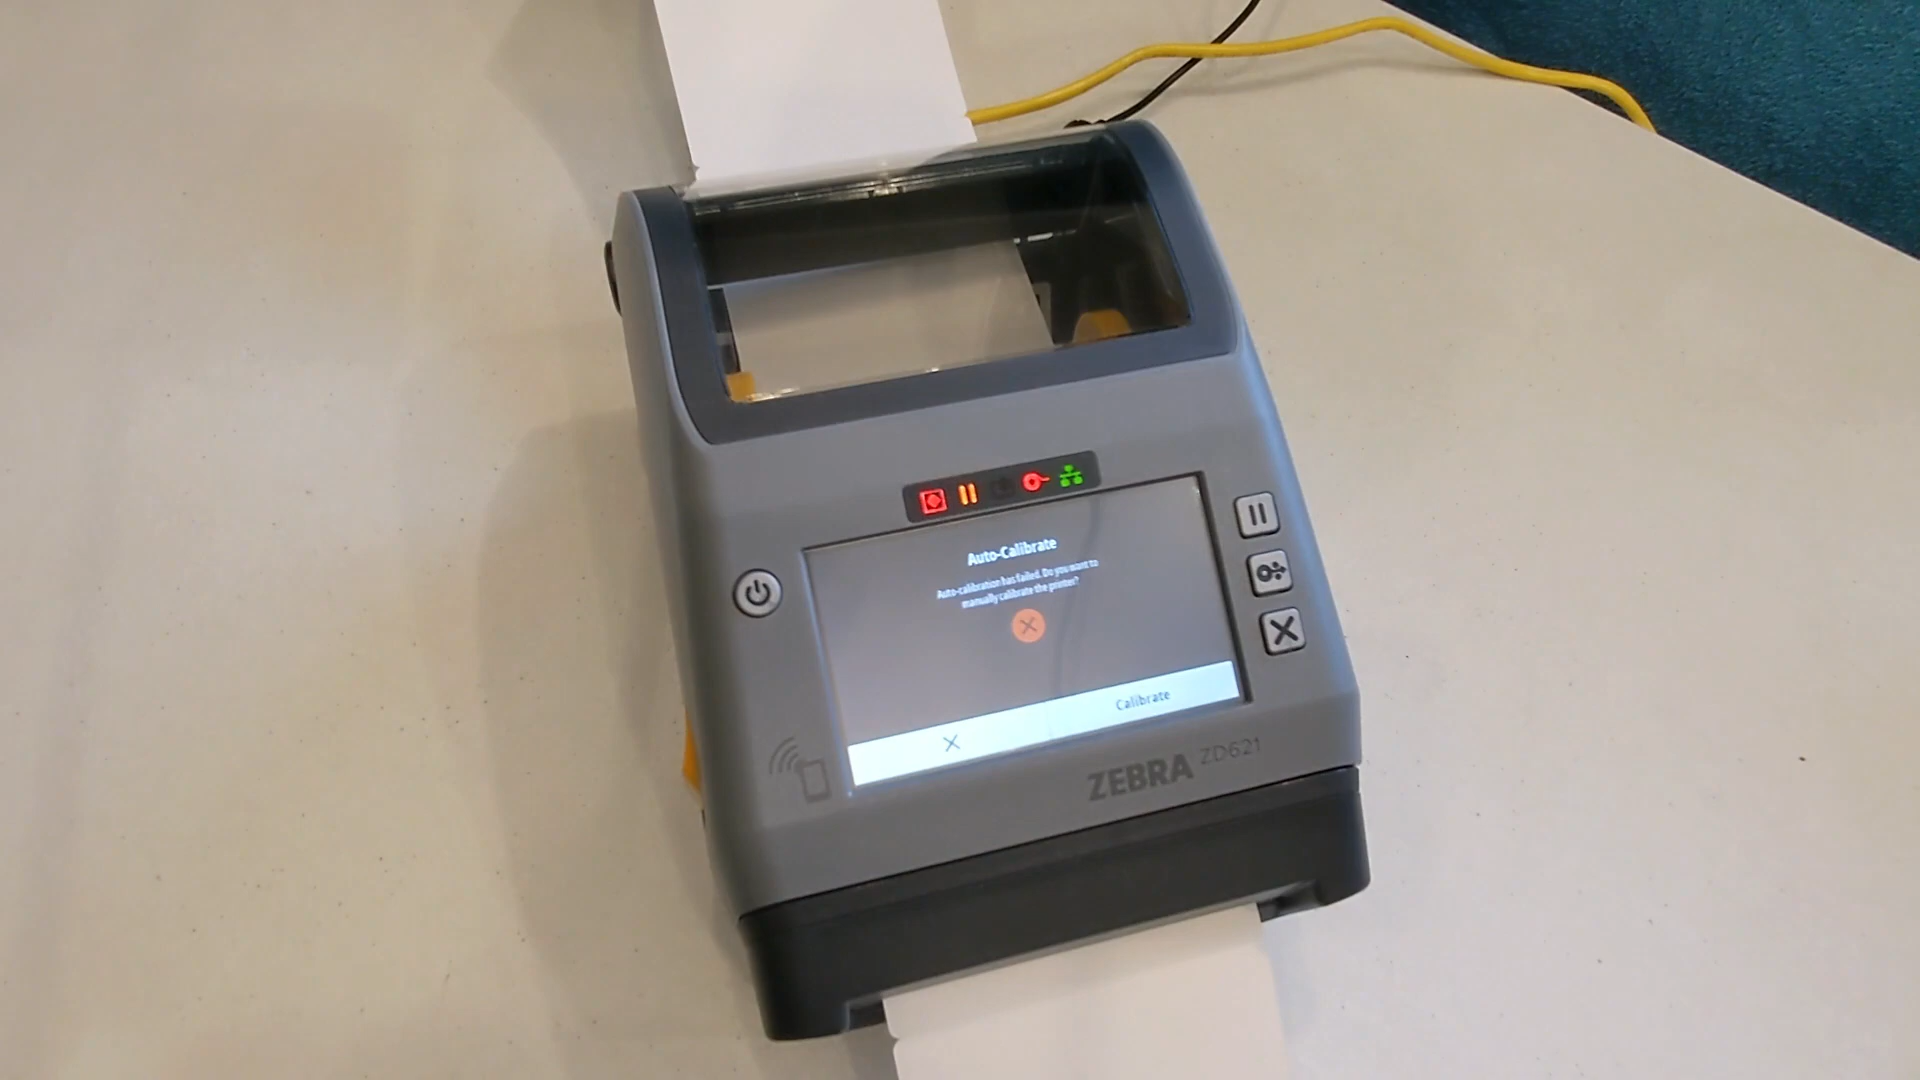 Auto-Calibrate
Auto-calibration has failed. Do you want to
manually calibrate the printer?
Calibrate
ZEBRA ZD621